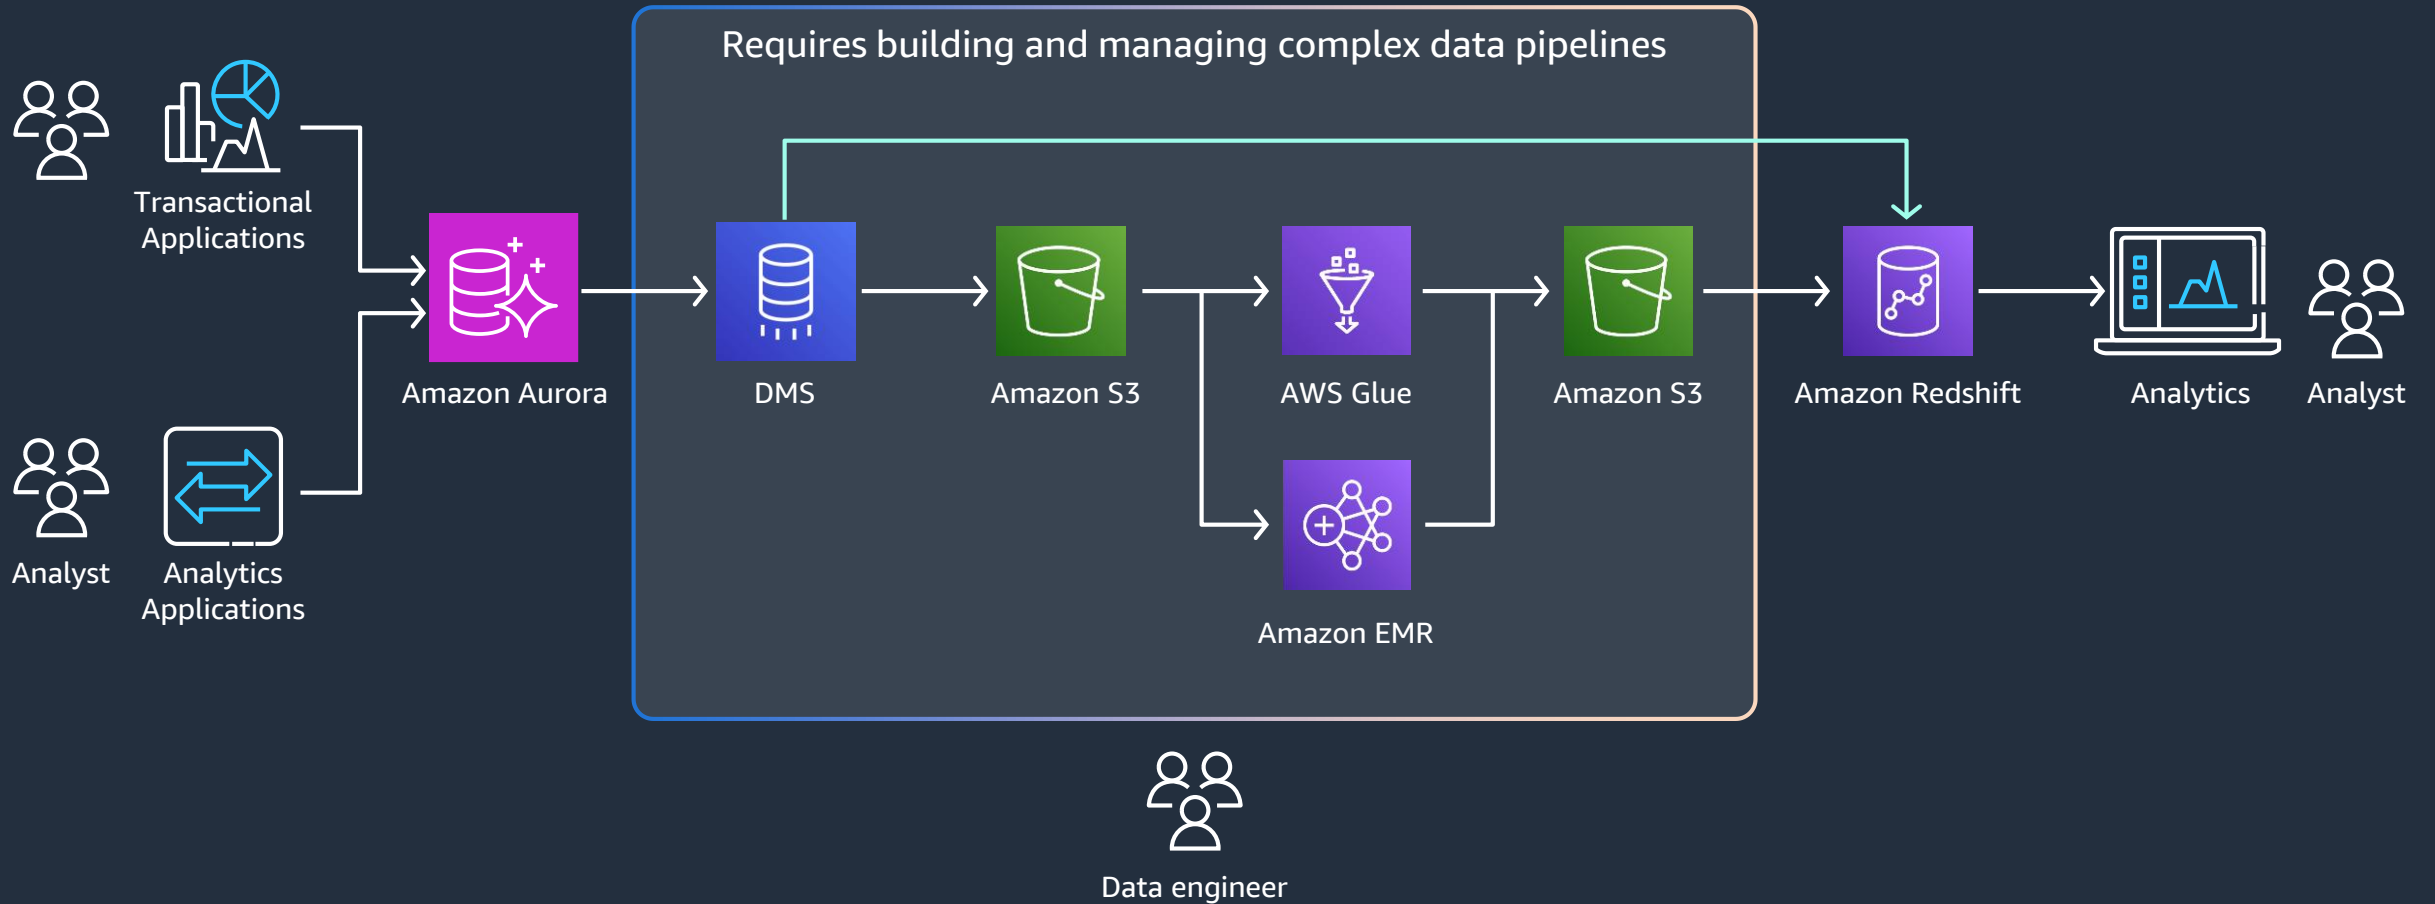 Requires building and managing complex data pipelines
Transactional
Applications
Amazon Aurora
DMS
Amazon S3
AWS Glue
Amazon S3
Amazon Redshift
Analytics
Analyst
Analyst
Analytics
Applications
Amazon EMR
Data engineer